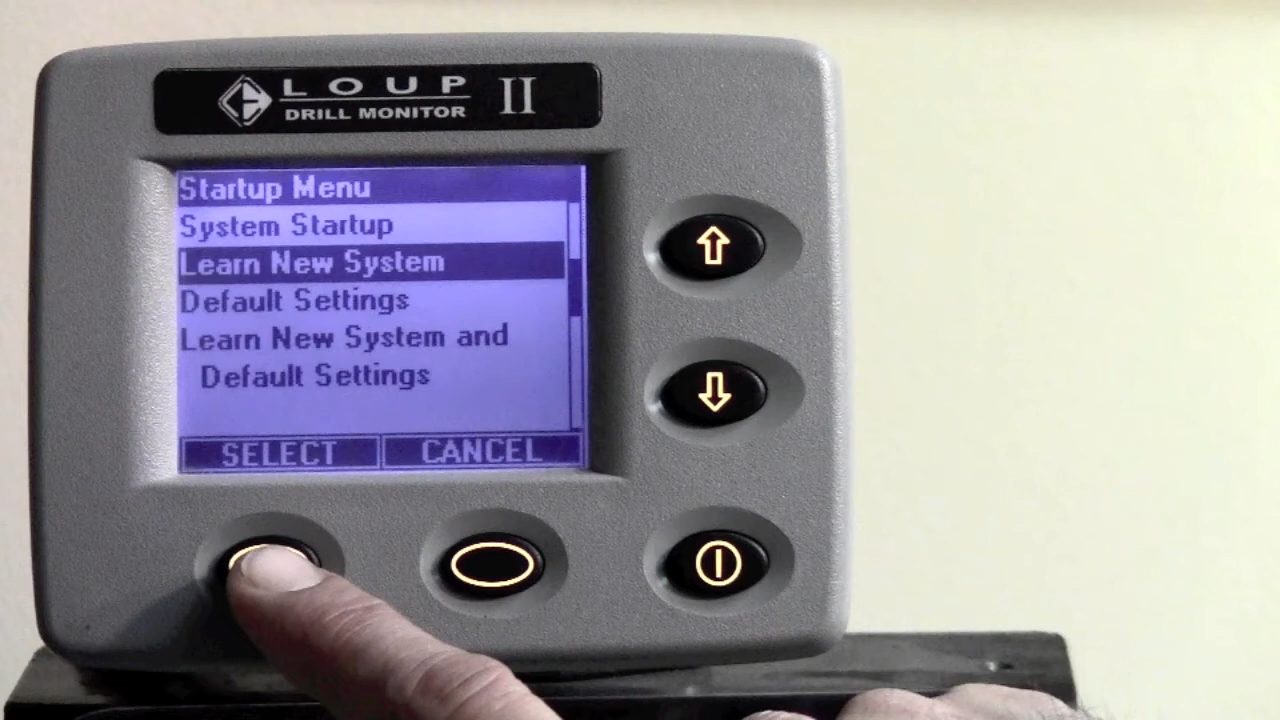 LOUP II
DRILL MONITOR
Startup Menu
System Startup
Learn New System
Default Settings
Learn New System and
Default Settings
SELECT CANCEL